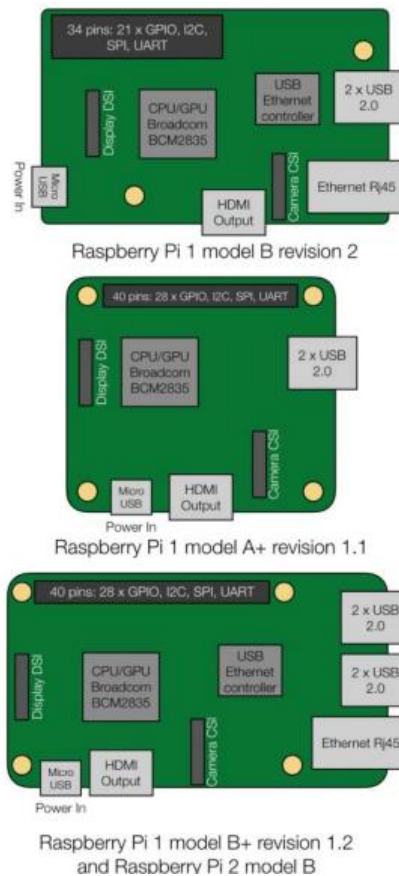 34 pins: 21 x GPIO, I2C,
SPI, UART
Display DSI
CPU/GPU
Broadcom
BCM2835
USB
Ethernet
controller
2 x USB
2.0
Power In
Micro
USB
HDMI
Output
Camera CSI
Ethernet Rj45
Raspberry Pi 1 model B revision 2
40 pins: 28 x GPIO, I2C, SPI, UART
Display DSI
CPU/GPU
Broadcom
BCM2835
2 x USB
2.0
Camera CSI
Micro
USB
HDMI
Output
Power In
Raspberry Pi 1 model A+ revision 1.1
40 pins: 28 x GPIO, I2C, SPI, UART
Display DSI
CPU/GPU
Broadcom
BCM2835
USB
Ethernet
controller
2 x USB
2.0
2 x USB
2.0
Camera CSI
Ethernet Rj45
Micro
USB
HDMI
Output
Power In
Raspberry Pi 1 model B+ revision 1.2
and Raspberry Pi 2 model B